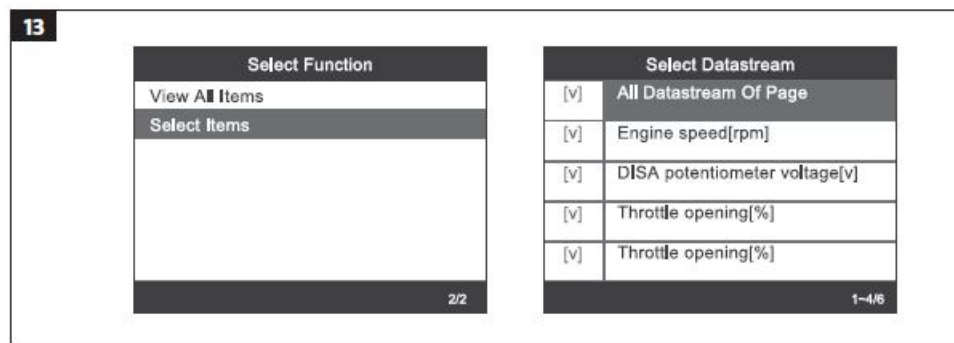 13
Select Function
View All Items
Select Items
2/2
Select Datastream
[v] All Datastream Of Page
[v] Engine speed[rpm]
[v] DISA potentiometer voltage[v]
[v] Throttle opening[%]
[v] Throttle opening[%]
1~4/6